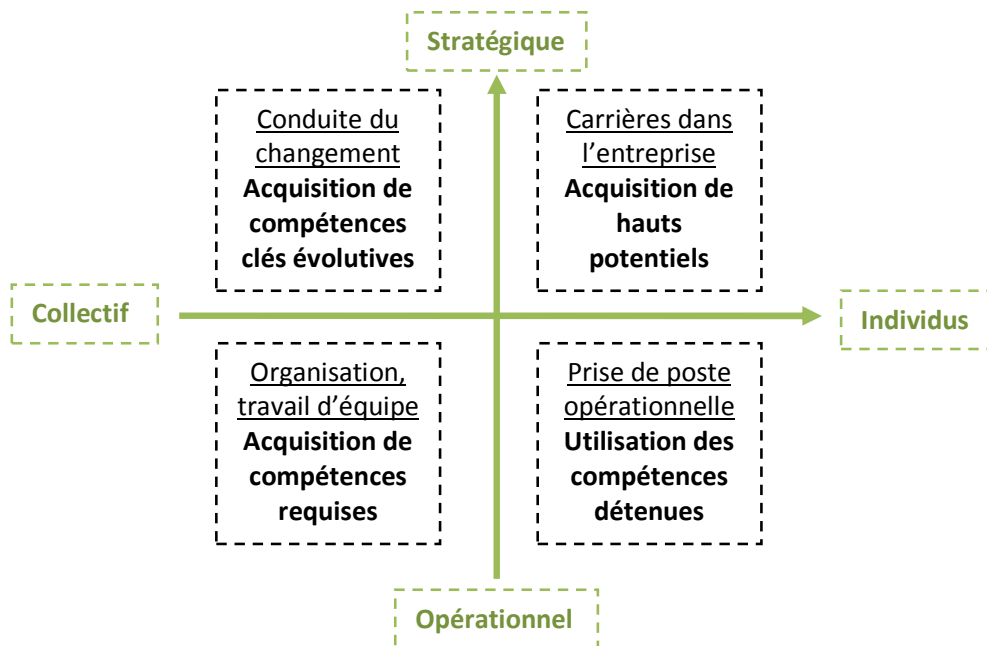 Stratégique
Conduite du
changement
Acquisition de
compétences
clés évolutives
Carrières dans
l’entreprise
Acquisition de
hauts
potentiels
Collectif
Individus
Organisation,
travail d’équipe
Acquisition de
compétences
requises
Prise de poste
opérationnelle
Utilisation des
compétences
détenues
Opérationnel